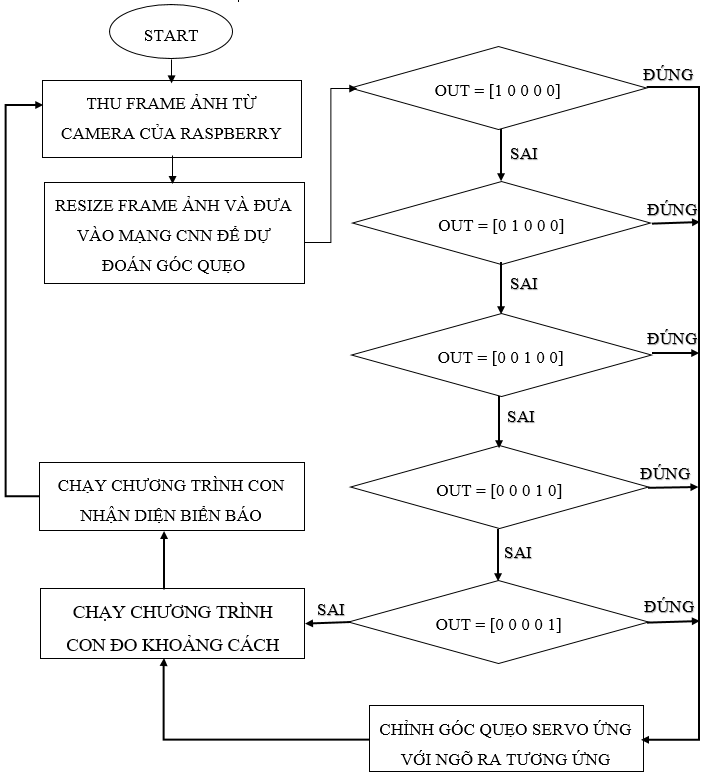 START
THU FRAME ẢNH TỪ
CAMERA CỦA RASPBERRY
RESIZE FRAME ẢNH VÀ ĐƯA
VÀO MẠNG CNN ĐỂ DỰ
ĐOÁN GÓC QUẸO
OUT = [1 0 0 0 0]
ĐÚNG
SAI
OUT = [0 1 0 0 0]
ĐÚNG
SAI
OUT = [0 0 1 0 0]
ĐÚNG
SAI
OUT = [0 0 0 1 0]
ĐÚNG
SAI
OUT = [0 0 0 0 1]
ĐÚNG
SAI
CHỈNH GÓC QUẸO SERVO ỨNG
VỚI NGÕ RA TƯƠNG ỨNG
CHẠY CHƯƠNG TRÌNH
CON ĐO KHOẢNG CÁCH
CHẠY CHƯƠNG TRÌNH CON
NHẬN DIỆN BIỂN BÁO